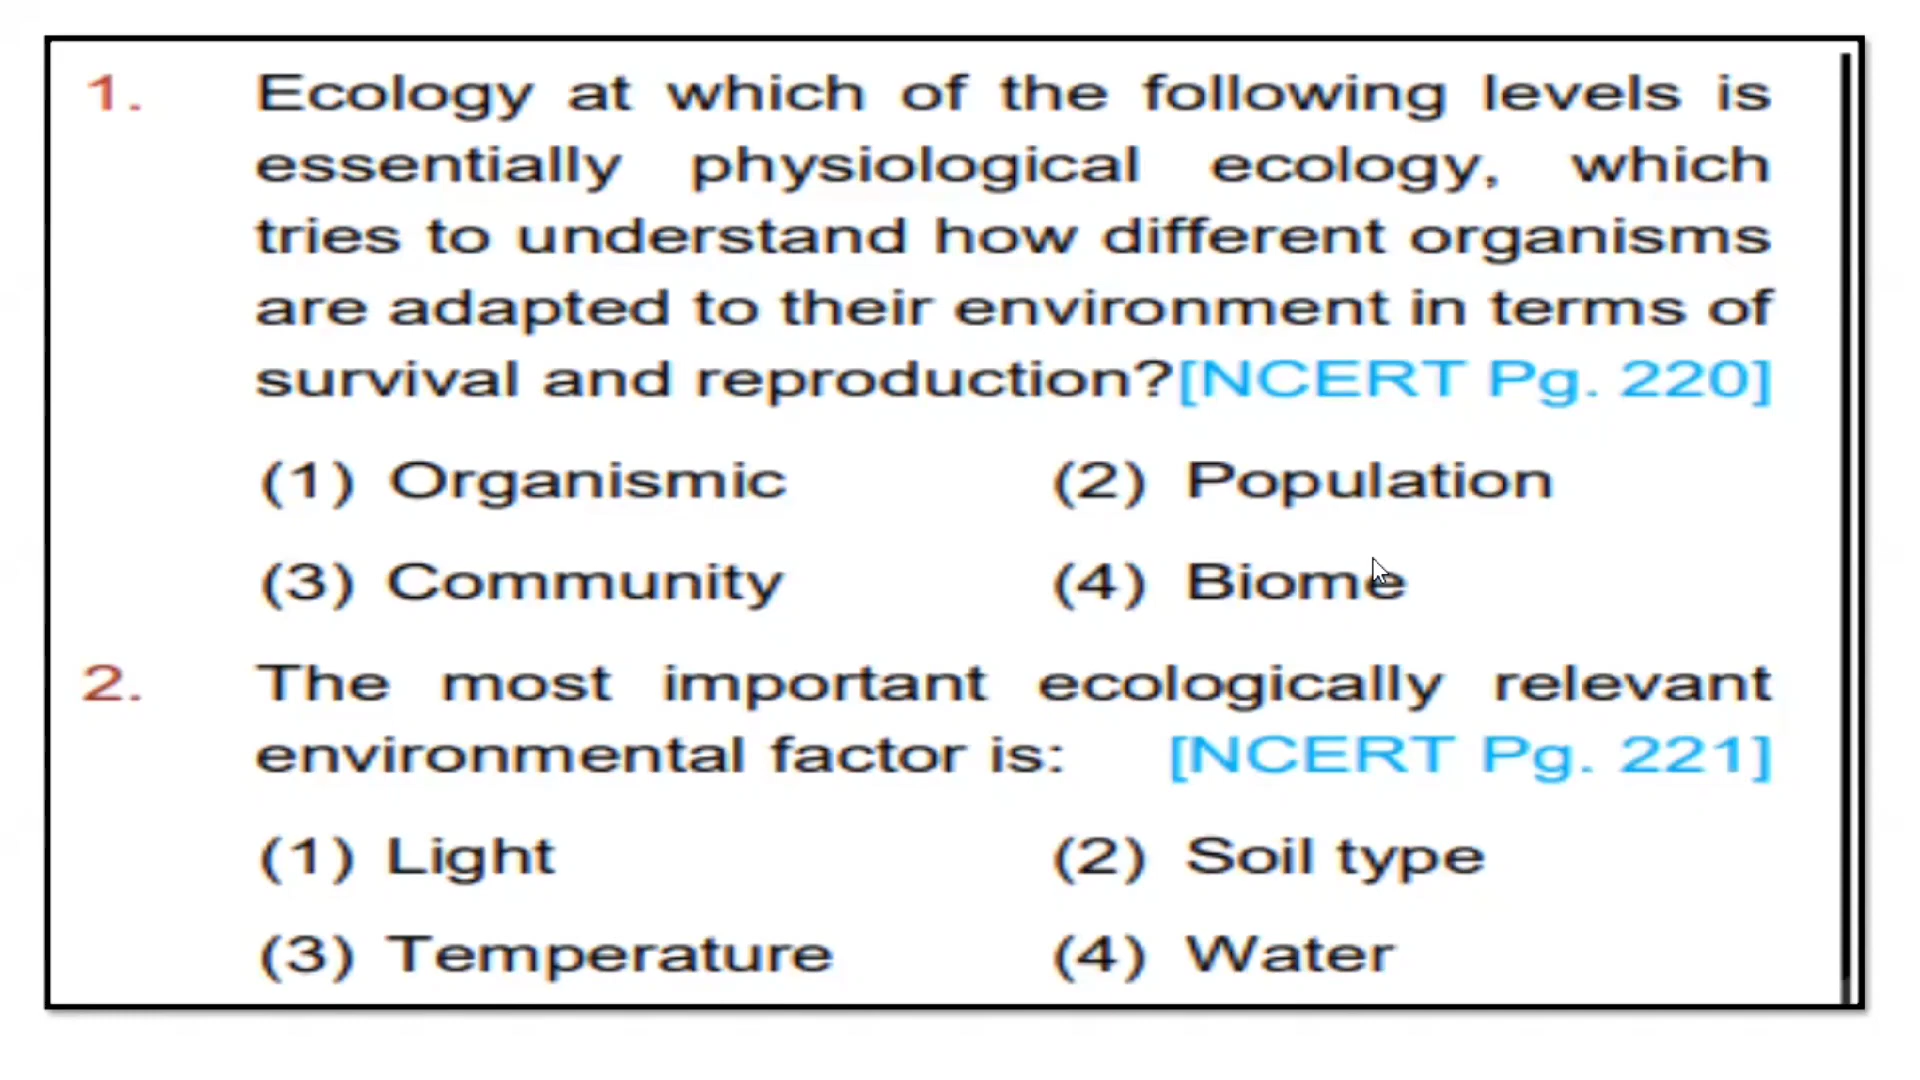 1. Ecology at which of the following levels is
essentially physiological ecology, which
tries to understand how different organisms
are adapted to their environment in terms of
survival and reproduction?[NCERT Pg. 220]
(1) Organismic (2) Population
(3) Community (4) Biome
2. The most important ecologically relevant
environmental factor is: [NCERT Pg. 221]
(1) Light (2) Soil type
(3) Temperature (4) Water